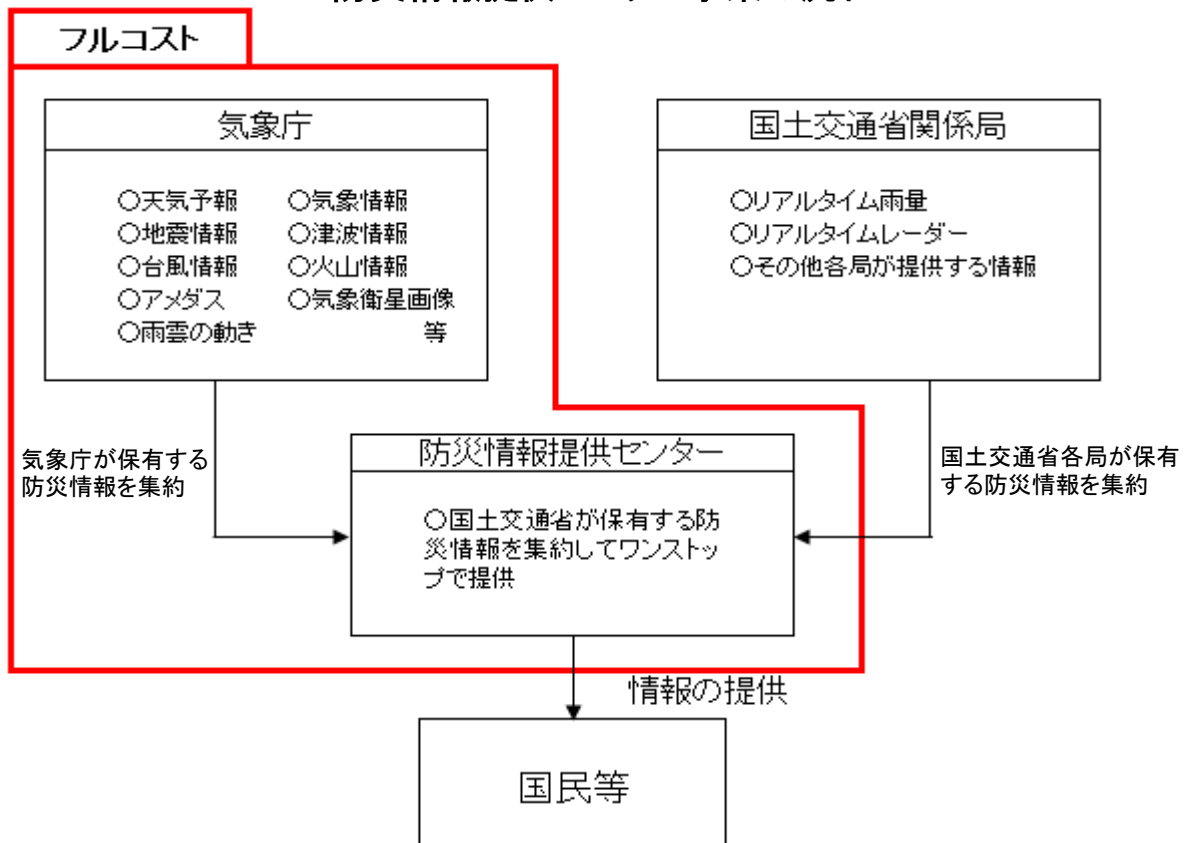 フルコスト
気象庁
○天気予報 ○気象情報
○地震情報 ○津波情報
○台風情報 ○火山情報
○アメダス ○気象衛星画像
○雨雲の動き 等
国土交通省関係局
○リアルタイム雨量
○リアルタイムレーダー
○その他各局が提供する情報
気象庁が保有する
防災情報を集約
国土交通省各局が保有
する防災情報を集約
防災情報提供センター
○国土交通省が保有する防
災情報を集約してワンストッ
プで提供
情報の提供
国民等